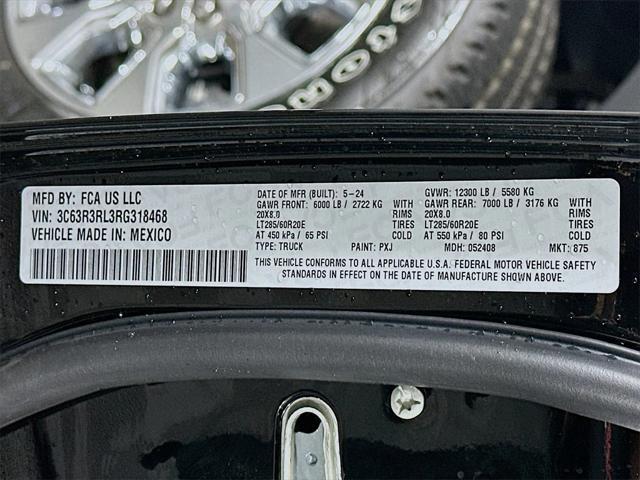 MFD BY: FCA US LLC
VIN: 3C63R3RL3RG318468
VEHICLE MADE IN: MEXICO
DATE OF MFR (BUILT): 5-24 GVWR: 12300 LB / 5580 KG
GAWR FRONT: 6000 LB / 2722 KG WITH GAWR REAR: 7000 LB / 3176 KG WITH
20X8.0 RIMS 20X8.0 RIMS
LT285/60R20E TIRES LT285/60R20E TIRES
AT 450 kPa / 65 PSI COLD AT 550 kPa / 80 PSI COLD
TYPE: TRUCK PAINT: PXJ MDH: 052408 MKT: 875
THIS VEHICLE CONFORMS TO ALL APPLICABLE U.S.A. FEDERAL MOTOR VEHICLE SAFETY
STANDARDS IN EFFECT ON THE DATE OF MANUFACTURE SHOWN ABOVE.